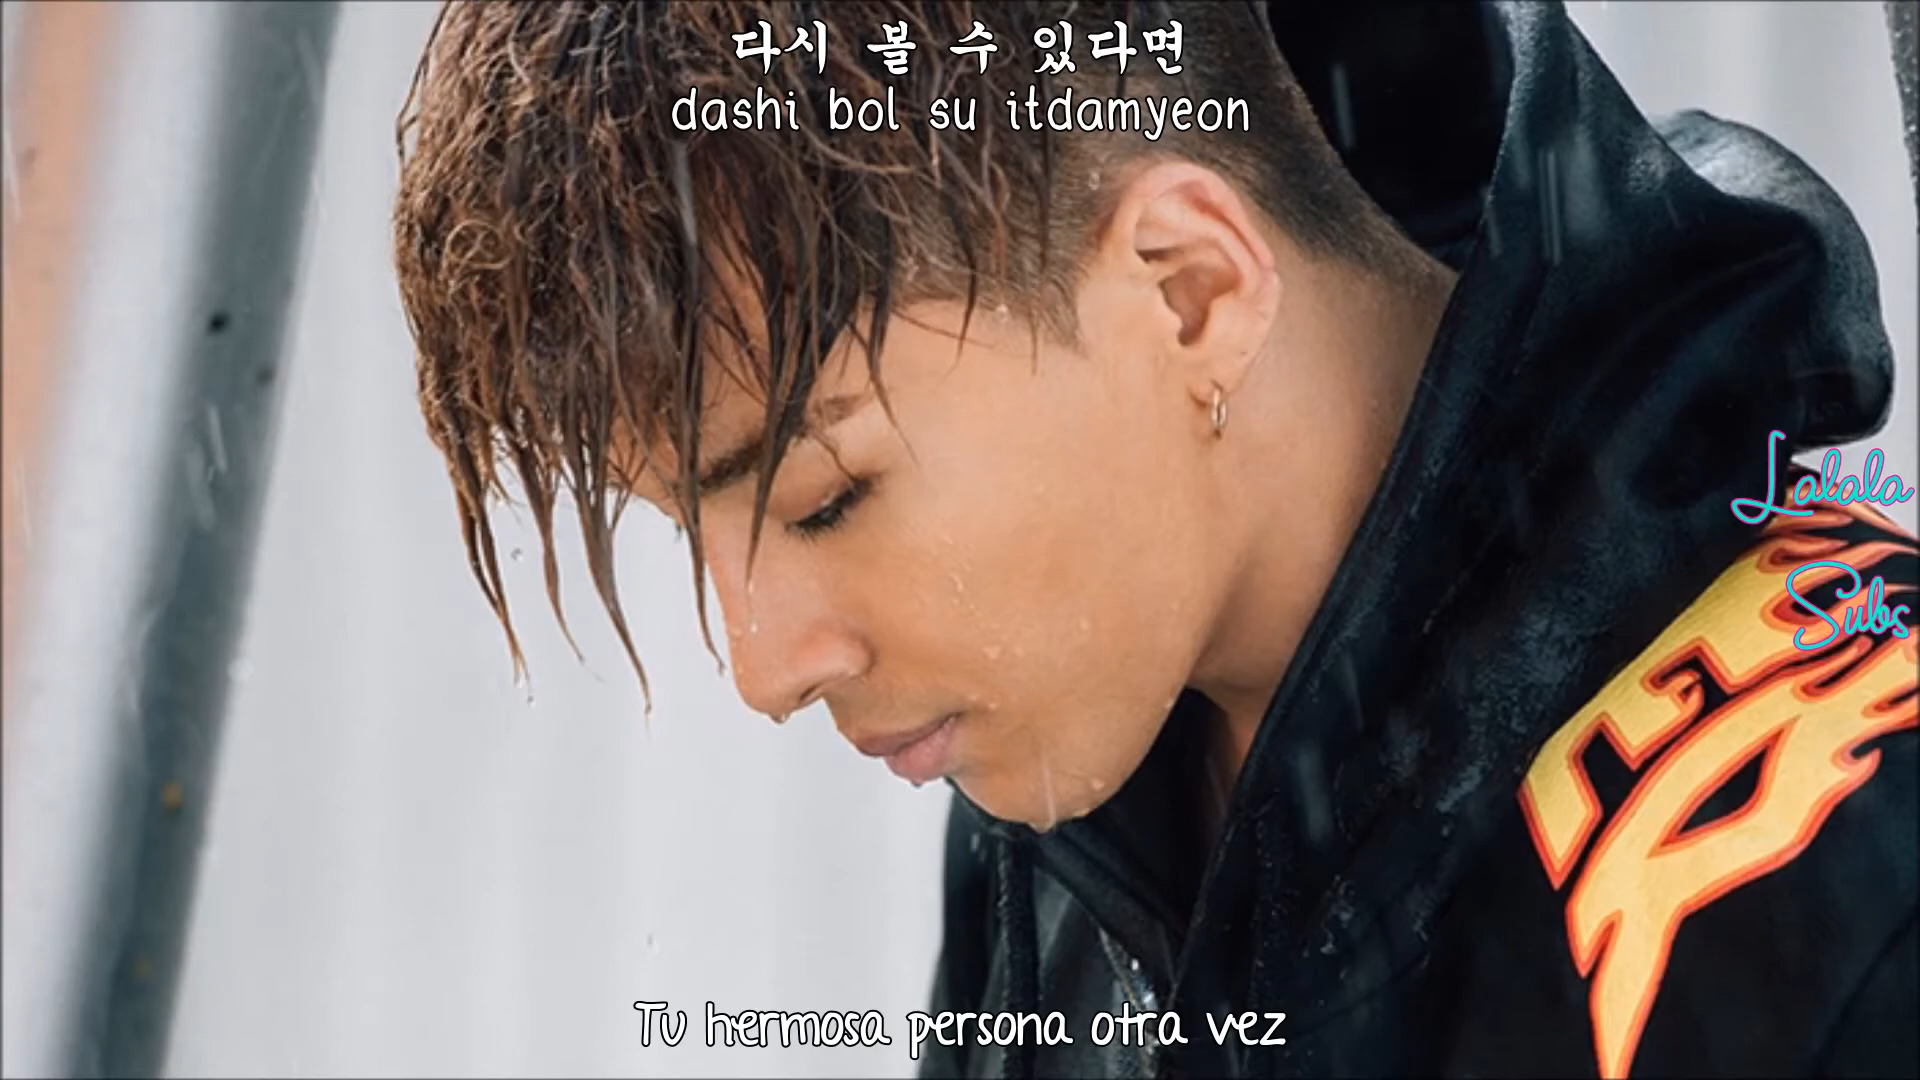 다시 볼 수 있다면
dashi bol su itdamyeon
Lalala
Subs
Tu hermosa persona otra vez